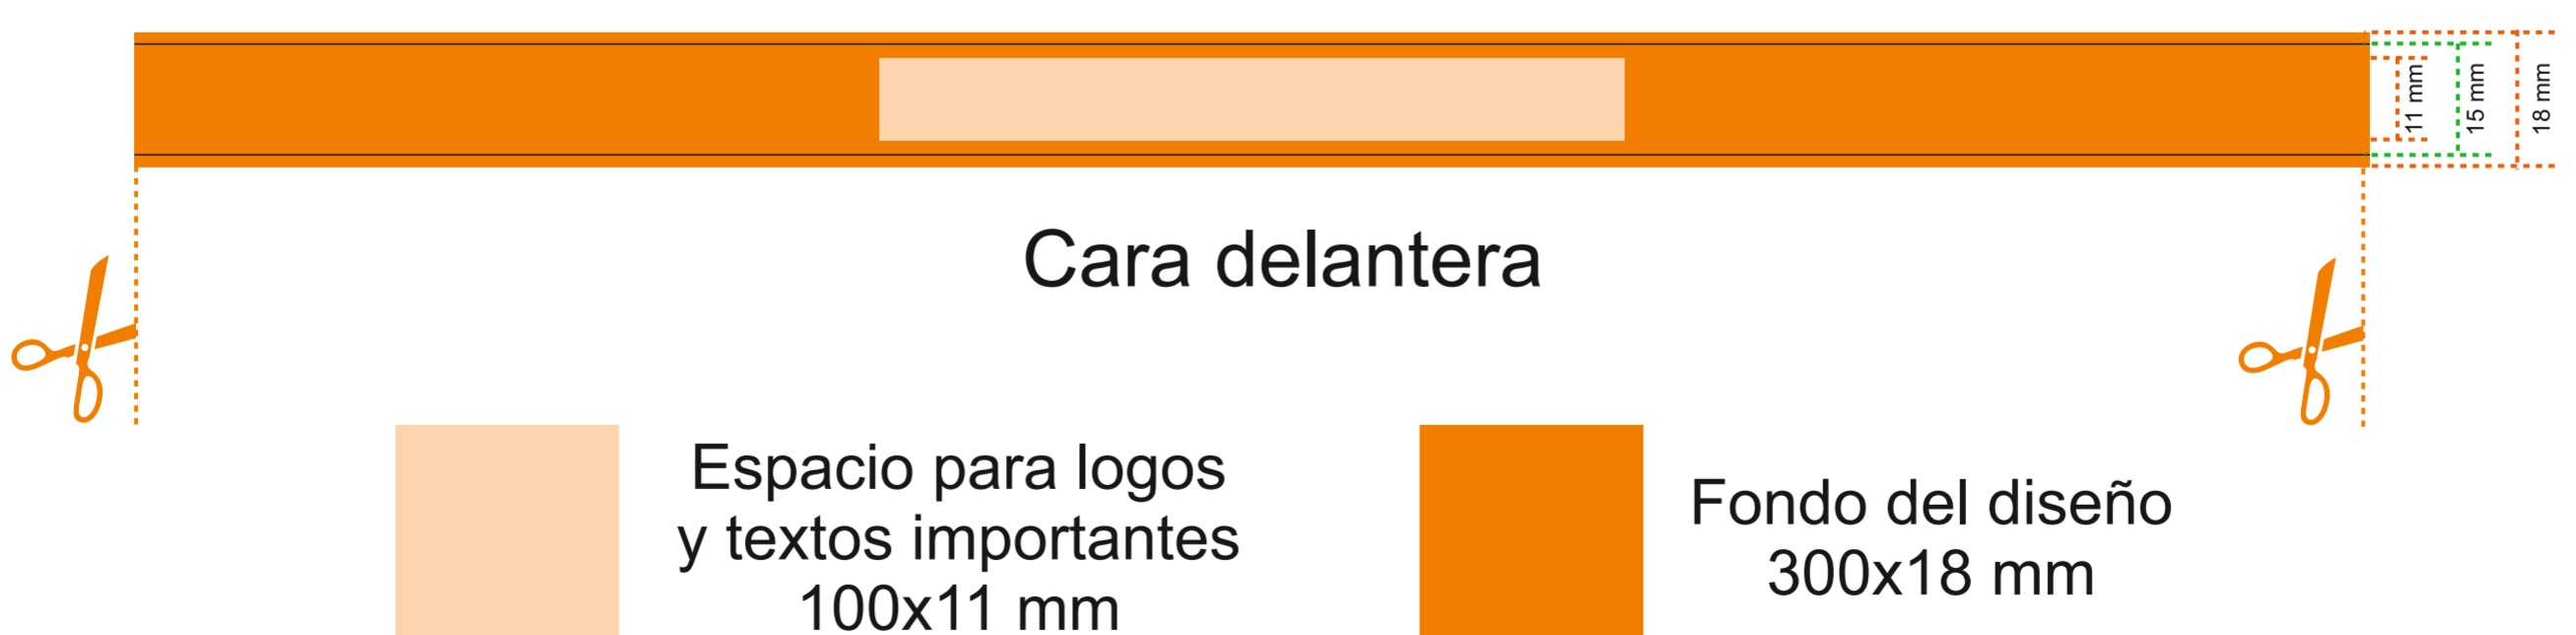 11 mm
15 mm
18 mm
Cara delantera
Espacio para logos
y textos importantes
100x11 mm
Fondo del diseño
300x18 mm